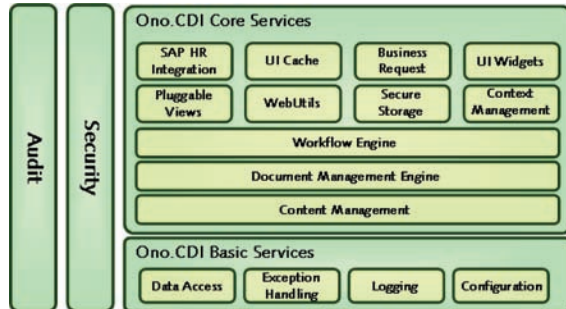 Audit
Security
Ono.CDI Core Services
SAP HR
Integration
UI Cache
Business
Request
UI Widgets
Pluggable
Views
WebUtils
Secure
Storage
Context
Management
Workflow Engine
Document Management Engine
Content Management
Ono.CDI Basic Services
Data Access
Exception
Handling
Logging
Configuration